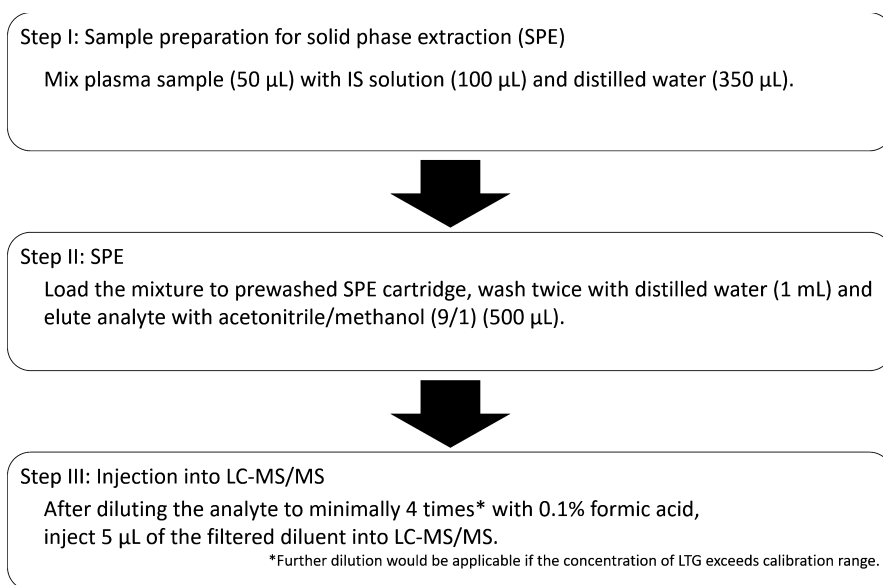 Step I: Sample preparation for solid phase extraction (SPE)
Mix plasma sample (50 µL) with IS solution (100 µL) and distilled water (350 µL).
Step II: SPE
Load the mixture to prewashed SPE cartridge, wash twice with distilled water (1 mL) and
elute analyte with acetonitrile/methanol (9/1) (500 µL).
Step III: Injection into LC-MS/MS
After diluting the analyte to minimally 4 times* with 0.1% formic acid,
inject 5 µL of the filtered diluent into LC-MS/MS.
*Further dilution would be applicable if the concentration of LTG exceeds calibration range.